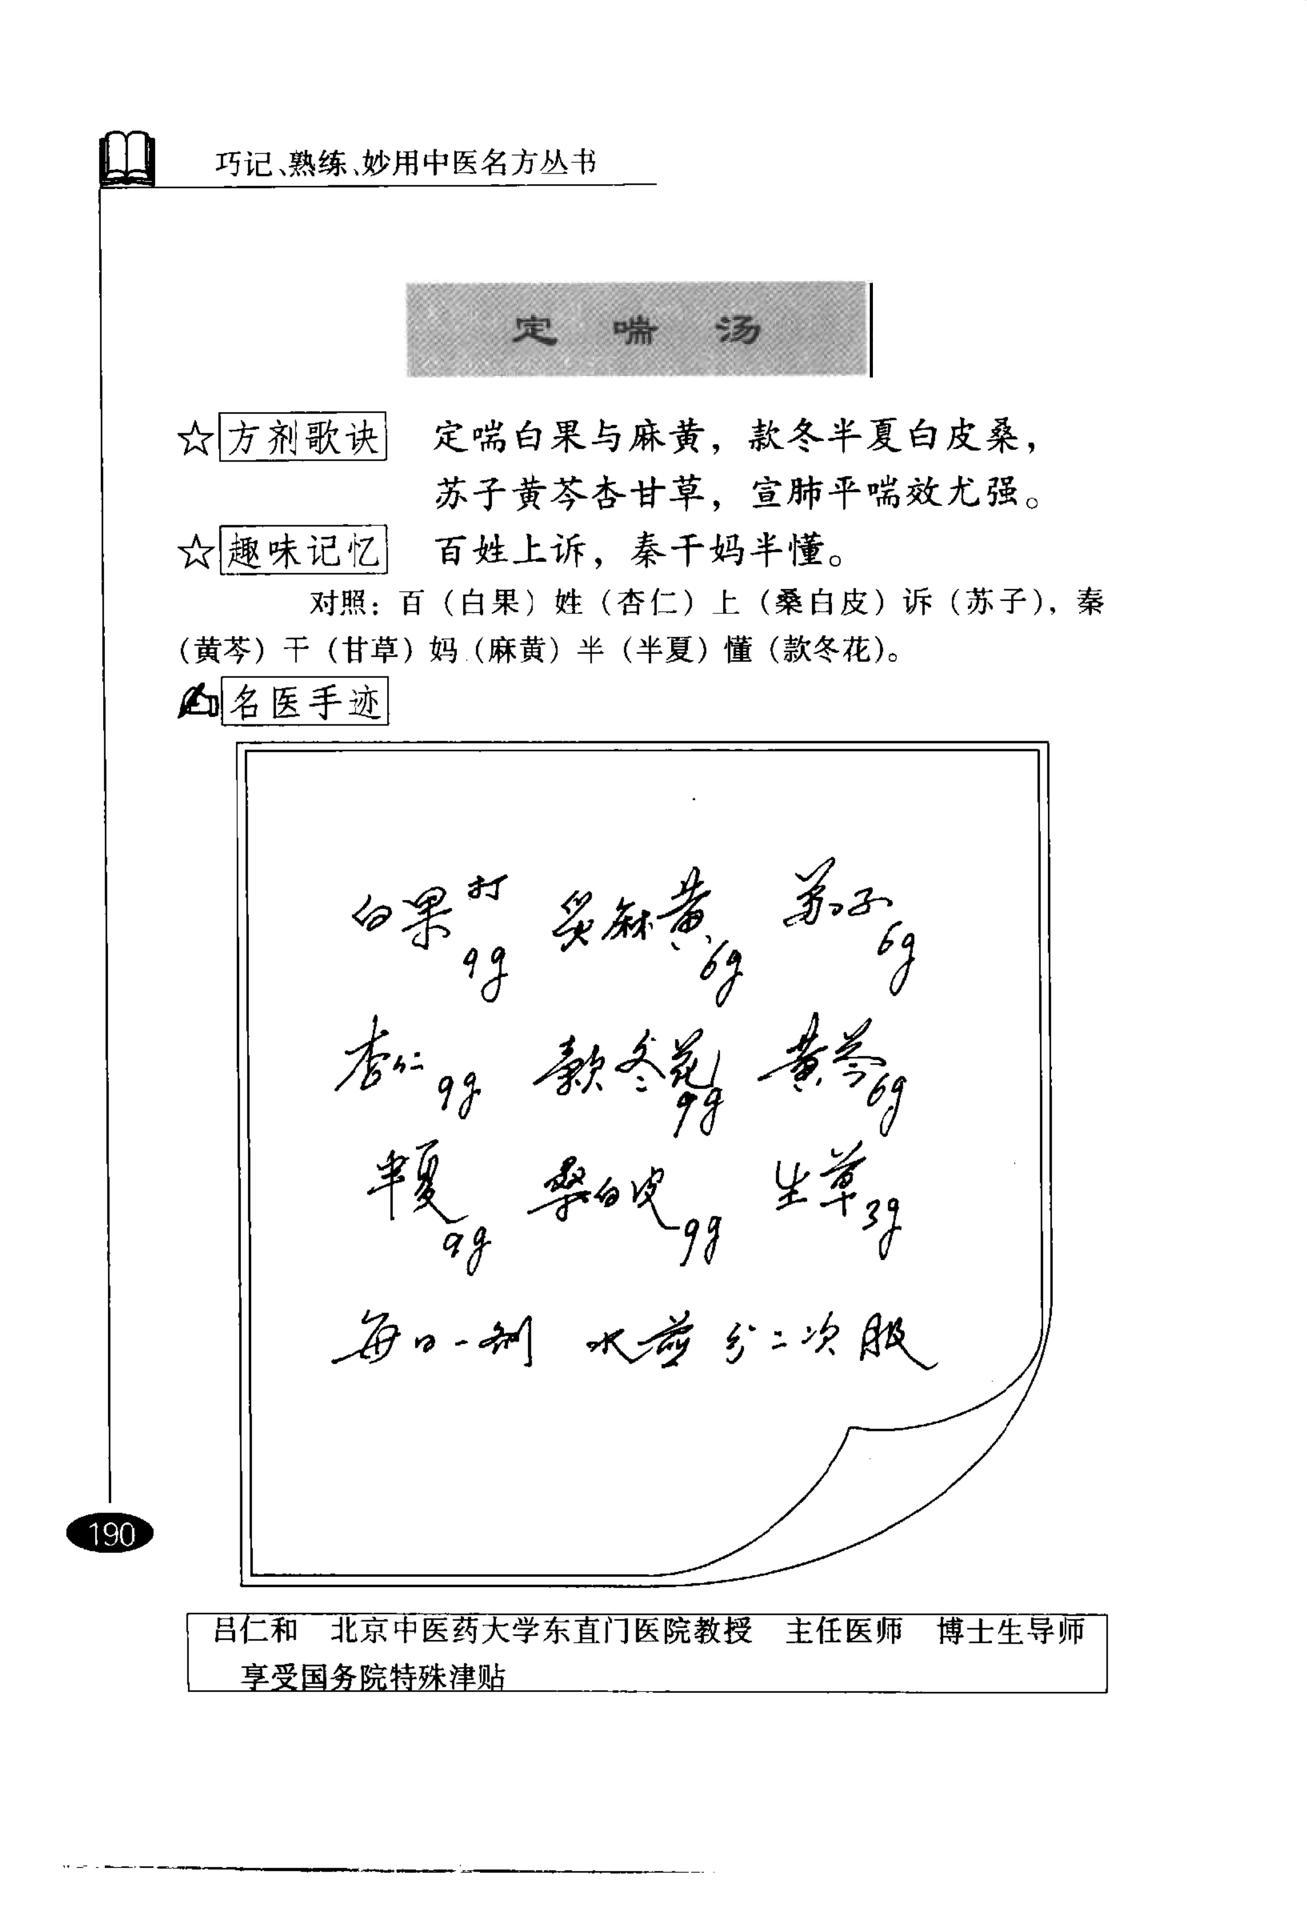 巧记、熟练、妙用中医名方丛书
定喘汤
☆方剂歌诀 定喘白果与麻黄，款冬半夏白皮桑，
苏子黄芩杏甘草，宣肺平喘效尤强。
☆趣味记忆 百姓上诉，秦干妈半懂。
对照：百（白果）姓（杏仁）上（桑白皮）诉（苏子），秦
（黄芩）干（甘草）妈（麻黄）半（半夏）懂（款冬花）。
名医手迹
白果打 9g 炙麻黄 6g 苏子 6g
杏仁 9g 款冬花 9g 黄芩 6g
半夏 9g 桑白皮 9g 生草 3g
每日一剂 水煎分二次服
190
吕仁和 北京中医药大学东直门医院教授 主任医师 博士生导师
享受国务院特殊津贴